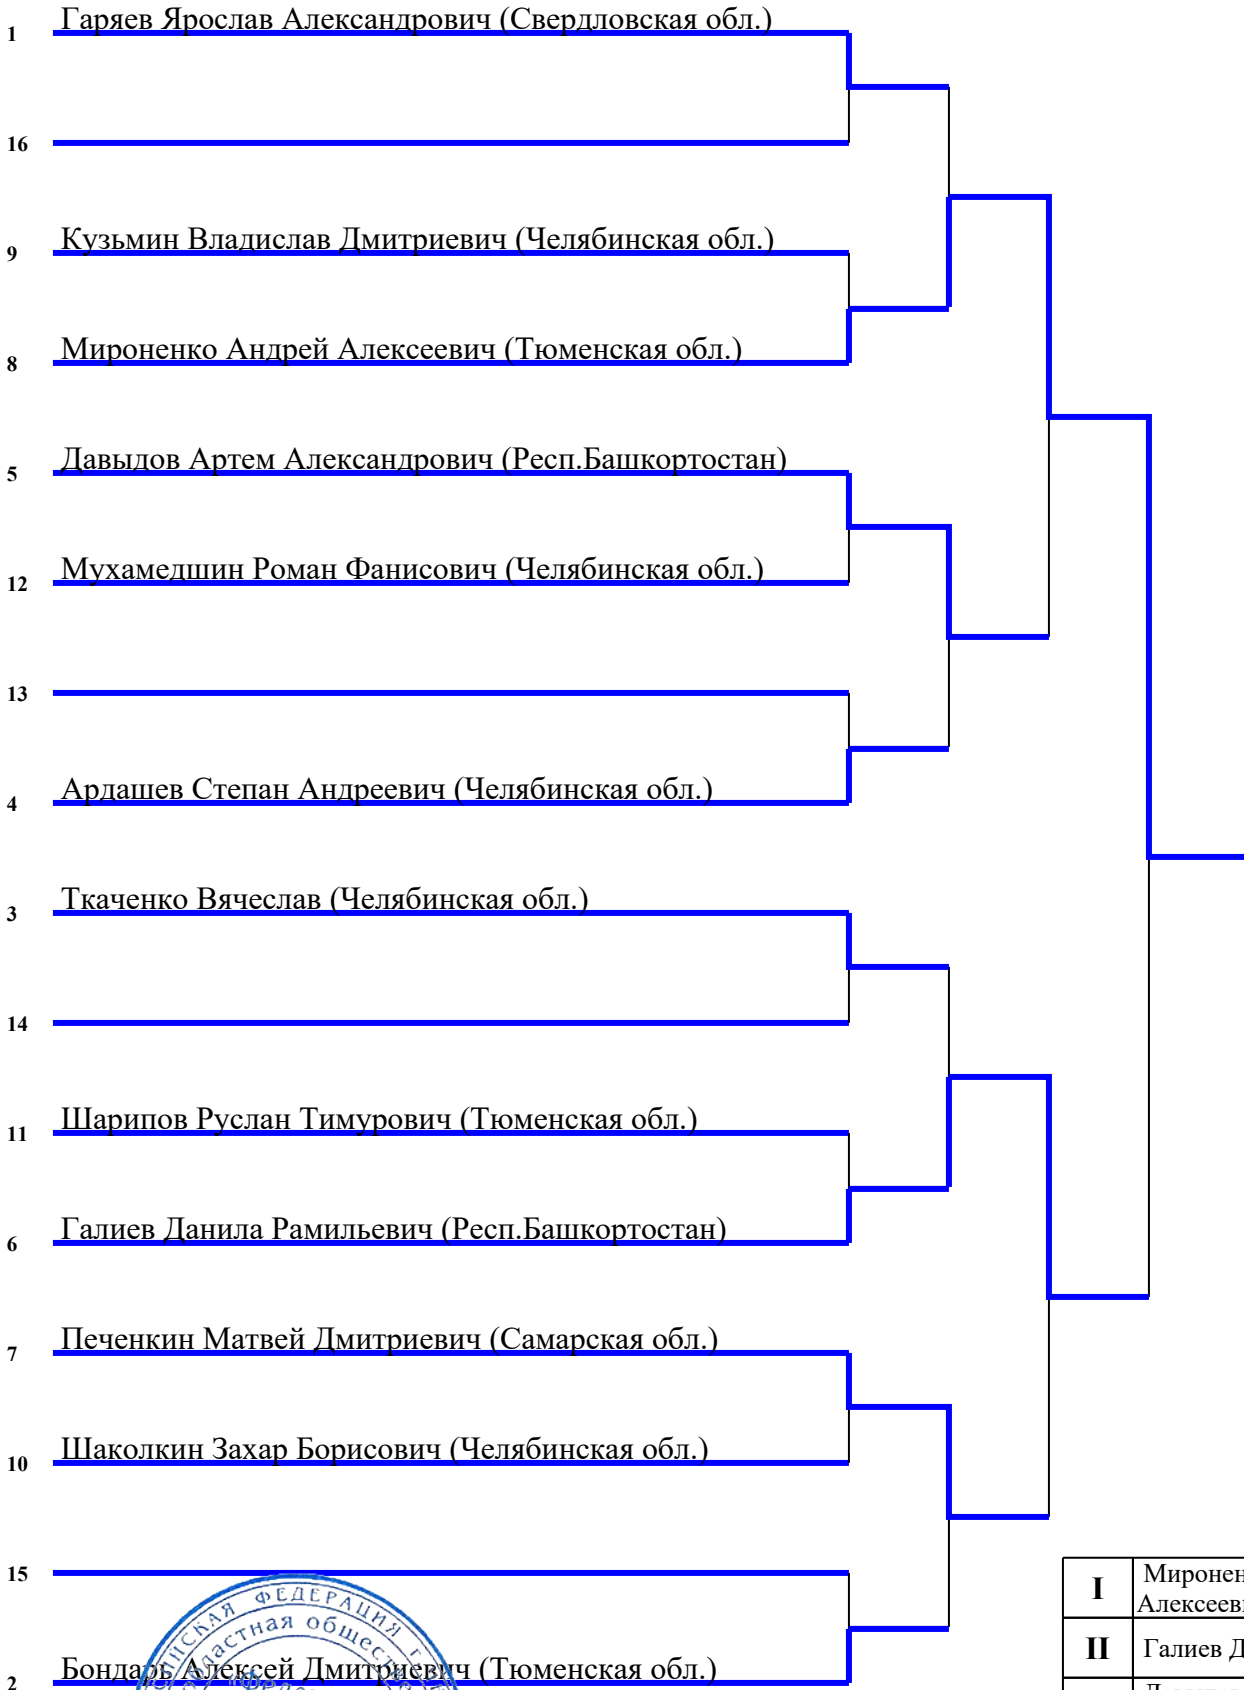 1 Гаряев Ярослав Александрович (Свердловская обл.)
16
9 Кузьмин Владислав Дмитриевич (Челябинская обл.)
8 Мироненко Андрей Алексеевич (Тюменская обл.)
5 Давыдов Артем Александрович (Респ.Башкортостан)
12 Мухамедшин Роман Фанисович (Челябинская обл.)
13
4 Ардашев Степан Андреевич (Челябинская обл.)
3 Ткаченко Вячеслав (Челябинская обл.)
14
11 Шарипов Руслан Тимурович (Тюменская обл.)
6 Галиев Данила Рамильевич (Респ.Башкортостан)
7 Печенкин Матвей Дмитриевич (Самарская обл.)
10 Шаколкин Захар Борисович (Челябинская обл.)
15
2 Бондарь Алексей Дмитриевич (Тюменская обл.)
I Миронен
Алексеев
II Галиев Д
ФЕДЕРАЦИЯ